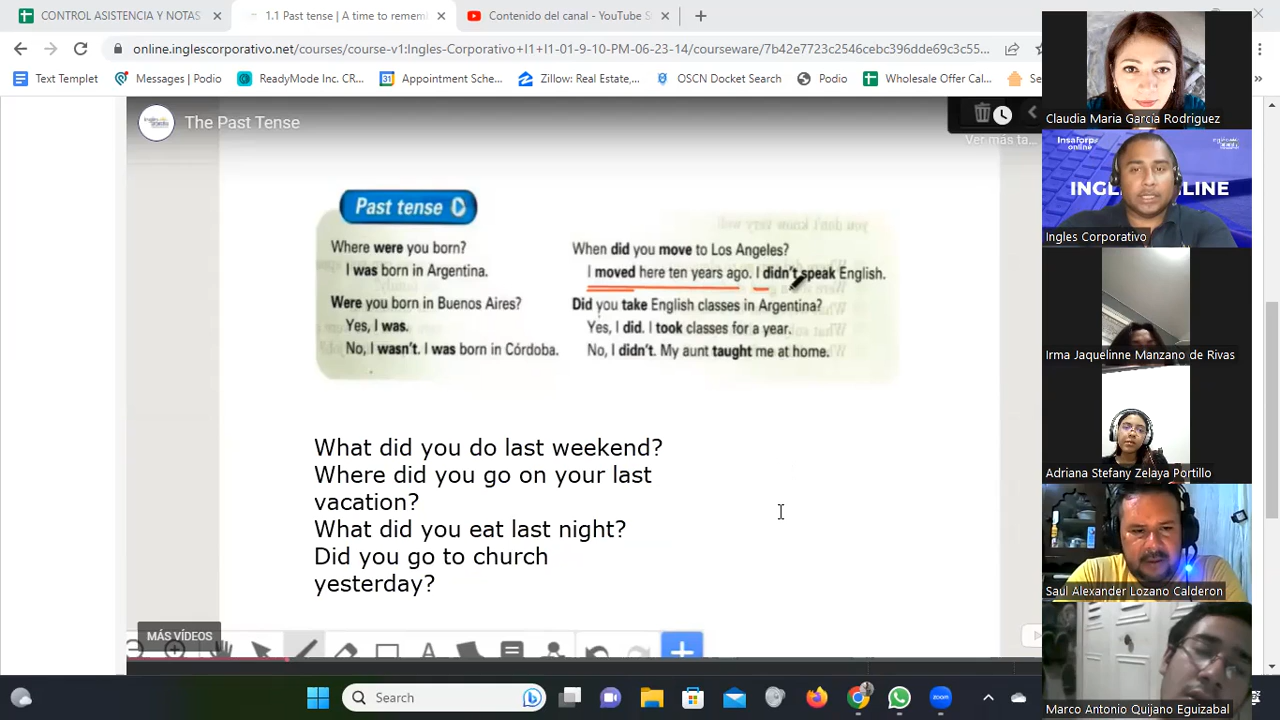 CONTROL ASISTENCIA Y NOTAS
1.1 Past tense | A time to remem
Contenido del canal - YouTube S
online.inglescorporativo.net/courses/course-v1:Ingles-Corporativo+I1+I1-01-9-10-PM-06-23-14/courseware/7b42e7723c2546cebc396dde69c3c55...
Text Templet
Messages | Podio
ReadyMode Inc. CR...
Appointment Sche...
Zillow: Real Estate,...
OSCN Docket Search
Podio
Wholesale Offer Cal...
The Past Tense
Ver más ta...
Past tense
Where were you born?
I was born in Argentina.
Were you born in Buenos Aires?
Yes, I was.
No, I wasn't. I was born in Córdoba.
When did you move to Los Angeles?
I moved here ten years ago. I didn't speak English.
Did you take English classes in Argentina?
Yes, I did. I took classes for a year.
No, I didn't. My aunt taught me at home.
What did you do last weekend?
Where did you go on your last
vacation?
What did you eat last night?
Did you go to church
yesterday?
MÁS VÍDEOS
Search
Claudia Maria Garcia Rodriguez
Insaforp
online
Ingles Corporativo
Irma Jaquelinne Manzano de Rivas
Adriana Stefany Zelaya Portillo
Saul Alexander Lozano Calderon
Marco Antonio Quijano Eguizabal